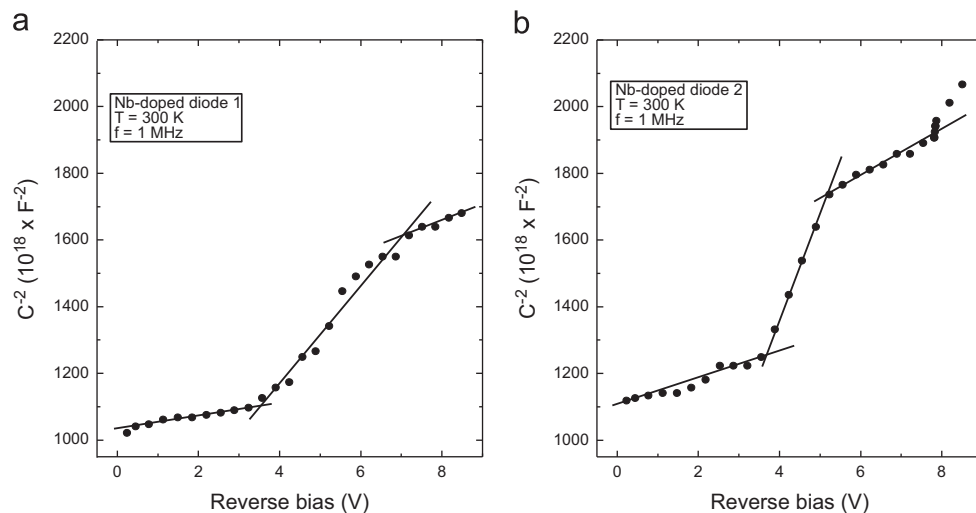 a
2200
2000
1800
1600
1400
1200
1000
C⁻² (10¹⁸ x F⁻²)
Nb-doped diode 1
T = 300 K
f = 1 MHz
0 2 4 6 8
Reverse bias (V)
b
2200
2000
1800
1600
1400
1200
1000
C⁻² (10¹⁸ x F⁻²)
Nb-doped diode 2
T = 300 K
f = 1 MHz
0 2 4 6 8
Reverse bias (V)